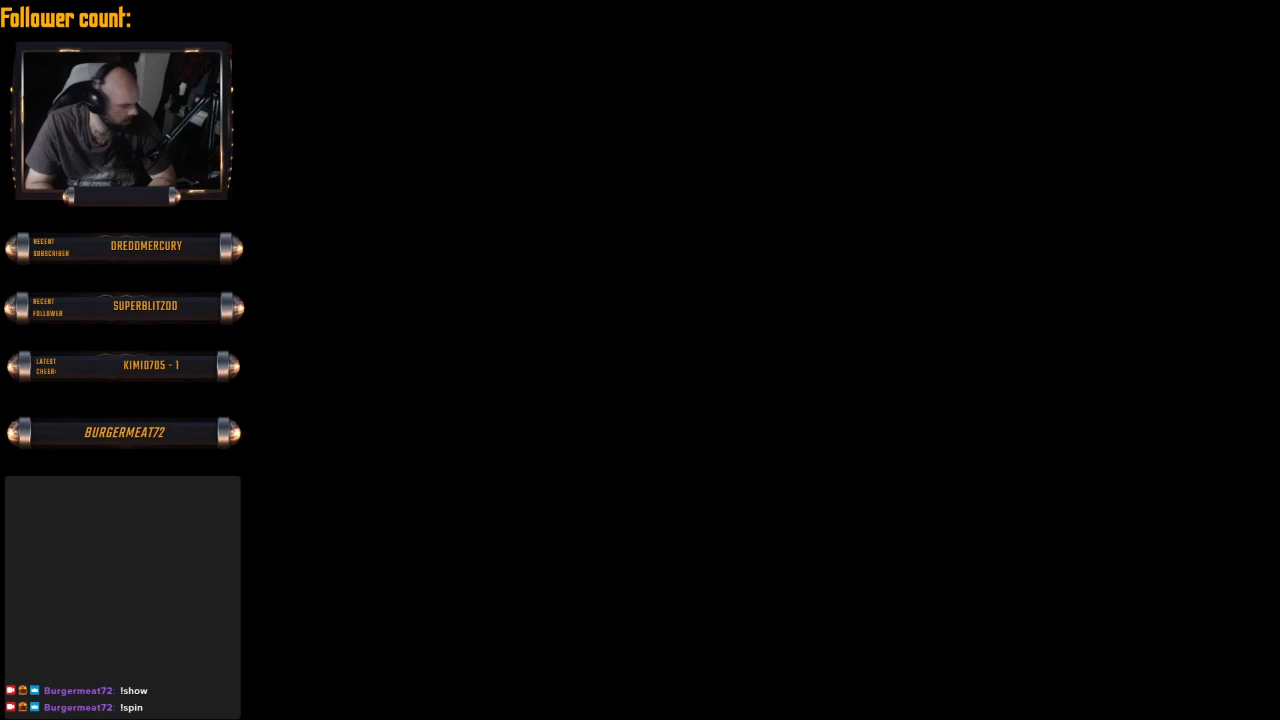 Follower count:
RECENT
SUBSCRIBER
DREDDMERCURY
RECENT
FOLLOWER
SUPERBLITZDD
LATEST
CHEER:
KIMI0705 - 1
BURGERMEAT72
Burgermeat72: !show
Burgermeat72: !spin